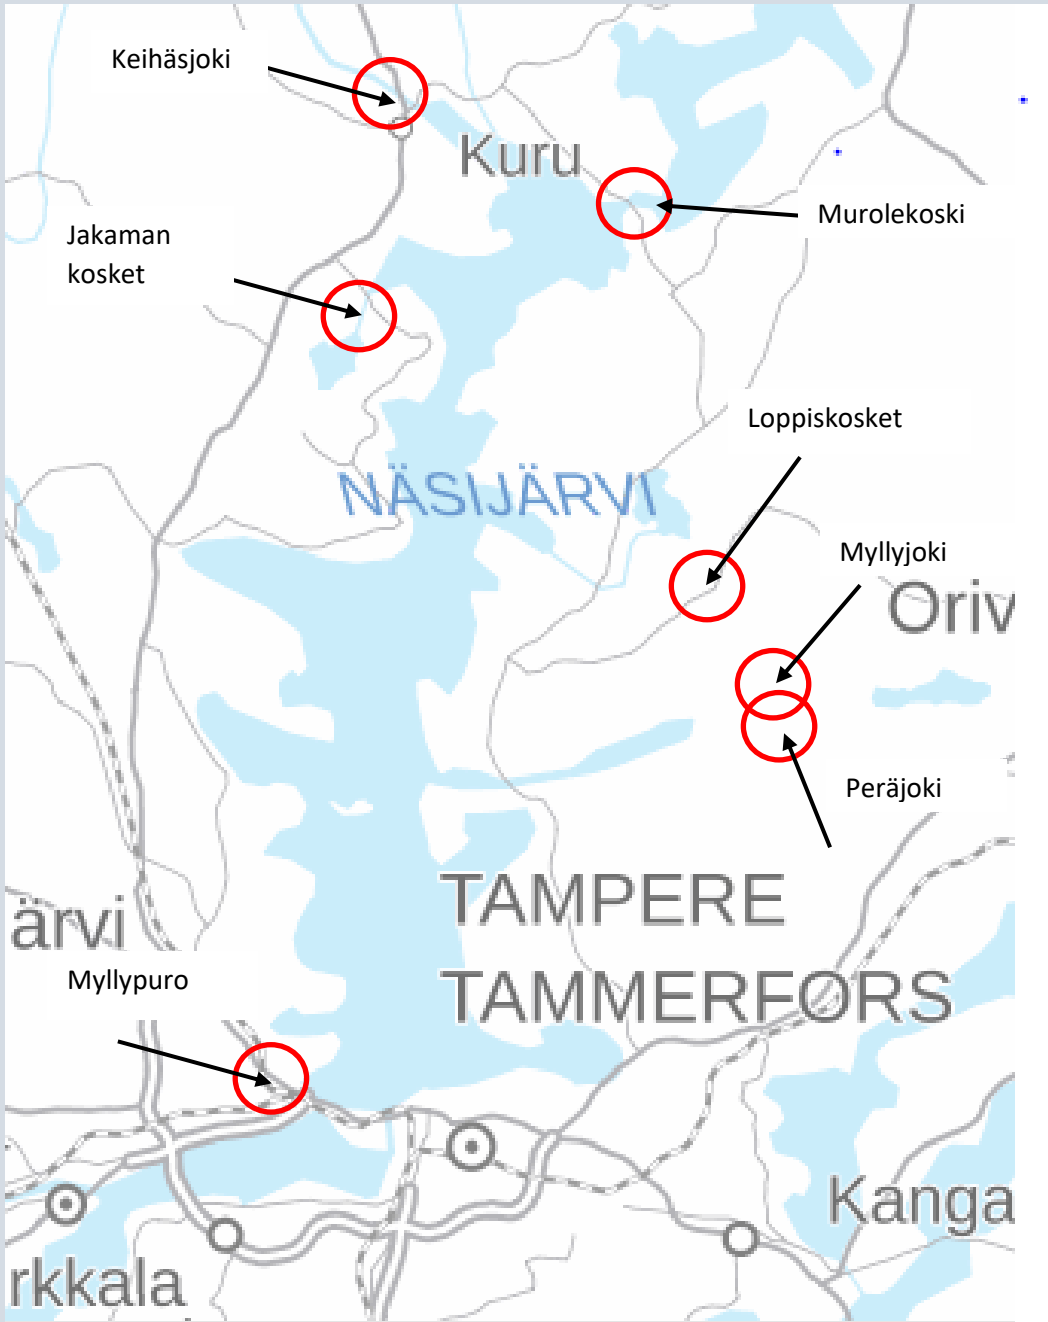 Keihäsjoki
Kuru
Murolekoski
Jakaman
kosket
Loppiskosket
NÄSIJÄRVI
Myllyjoki
Oriv
Peräjoki
TAMPERE
TAMMERFORS
ärvi
Myllypuro
Kanga
rkkala